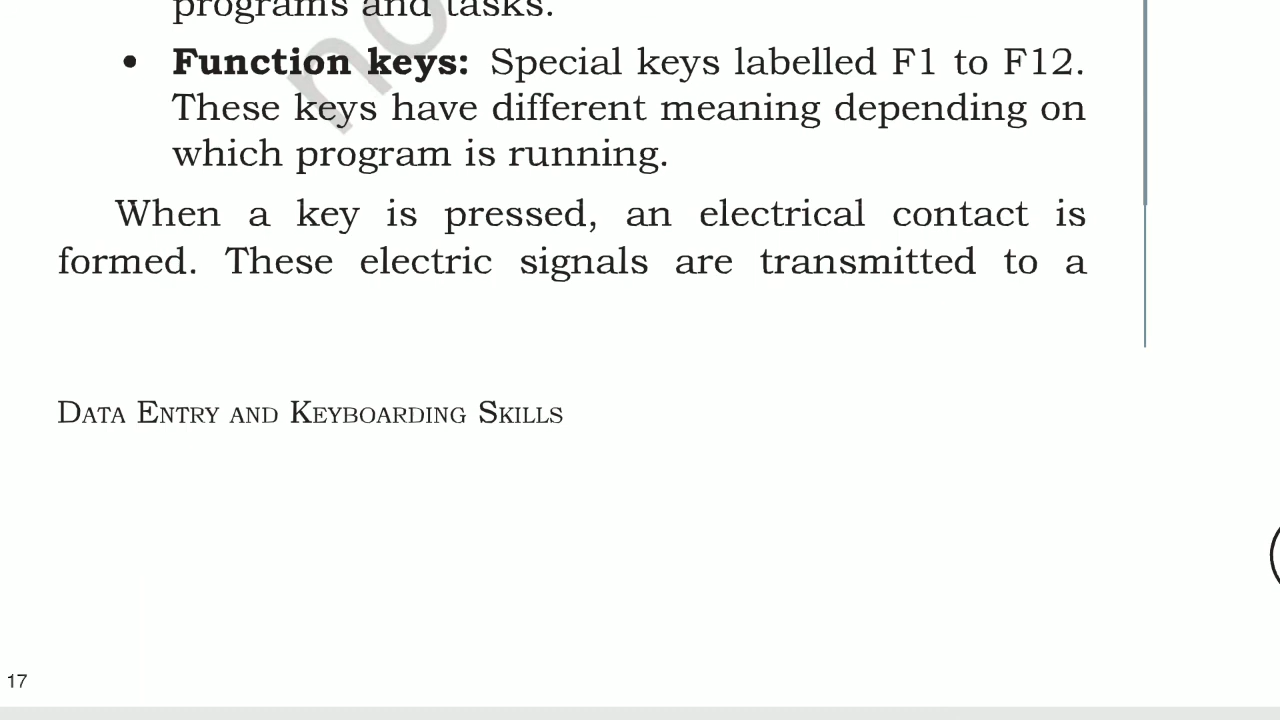 programs and tasks.
• Function keys: Special keys labelled F1 to F12.
These keys have different meaning depending on
which program is running.
When a key is pressed, an electrical contact is
formed. These electric signals are transmitted to a
DATA ENTRY AND KEYBOARDING SKILLS
17